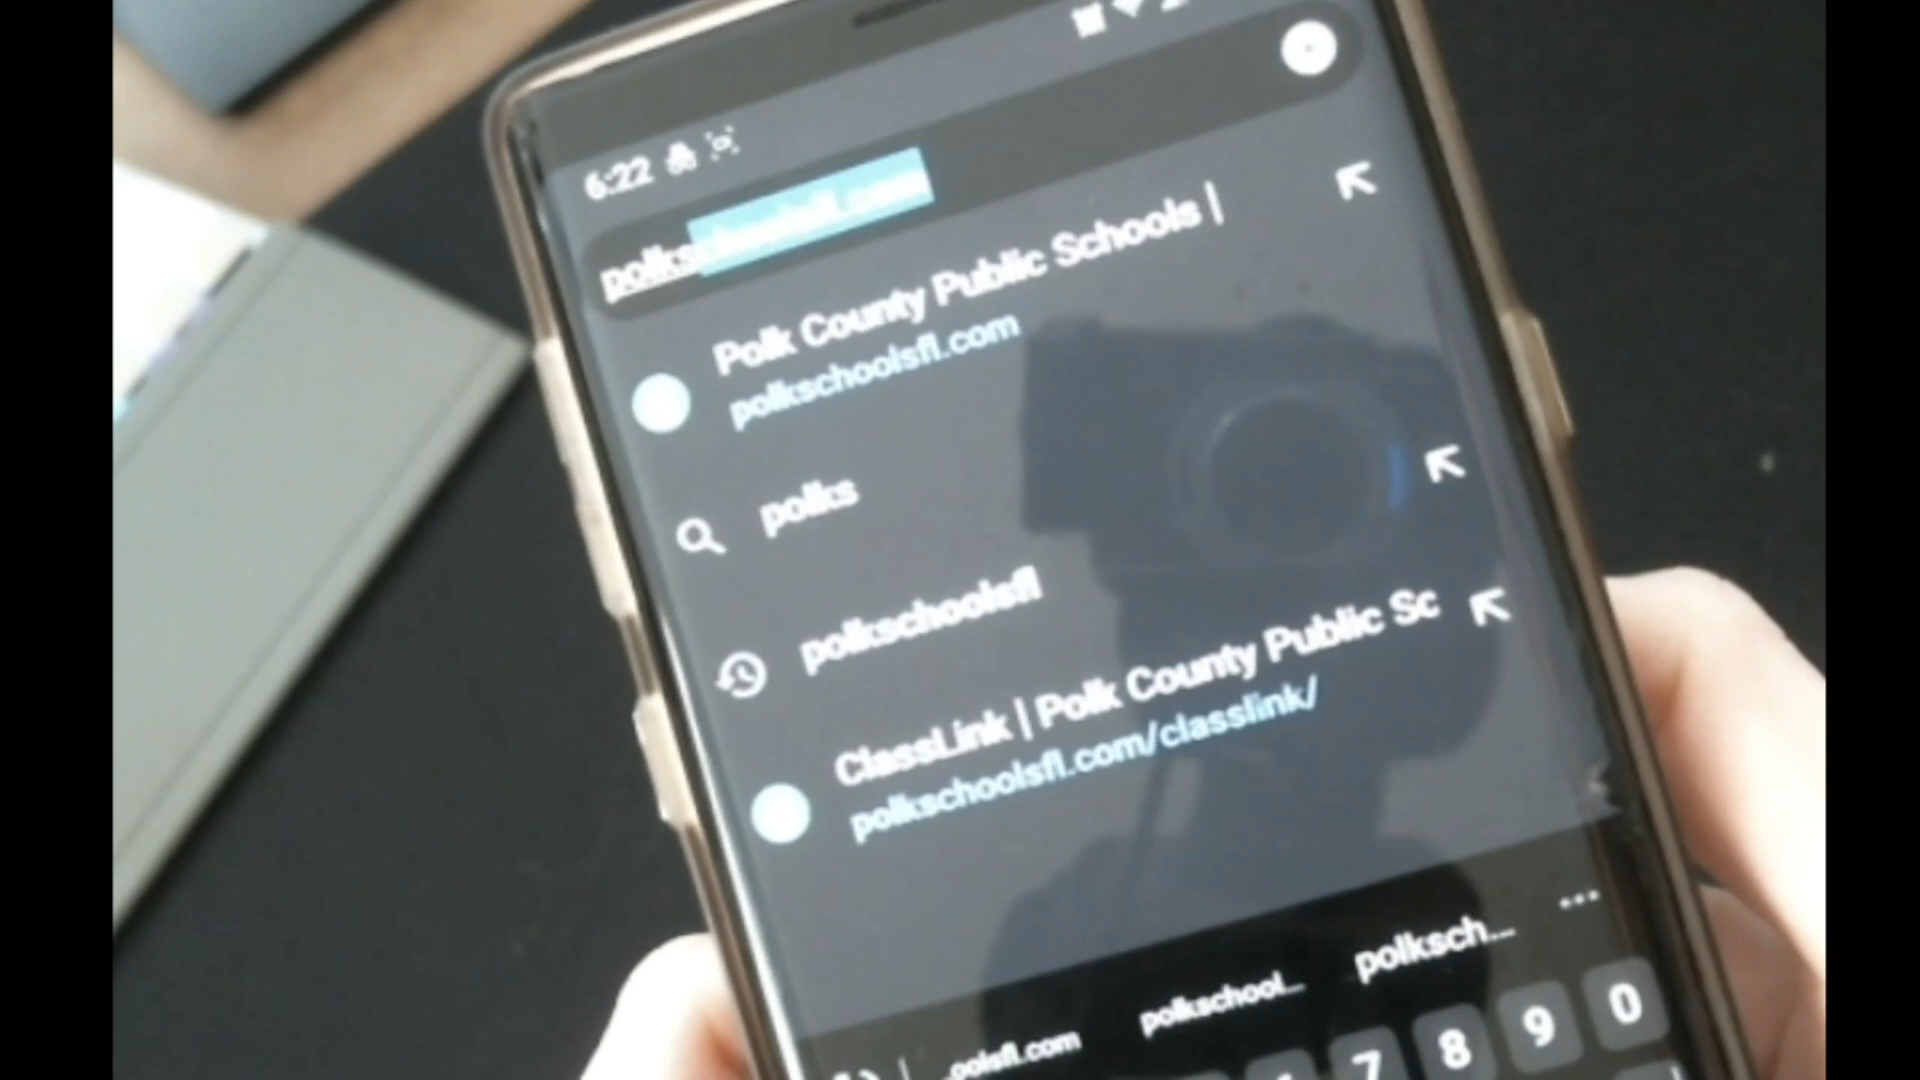 6:22
polkschoolsfl.com
Polk County Public Schools |
polkschoolsfl.com
polks
polkschoolsfl
ClassLink | Polk County Public Sc
polkschoolsfl.com/classlink/
...oolsfl.com
polkschool...
polksch...
7 8 9 0